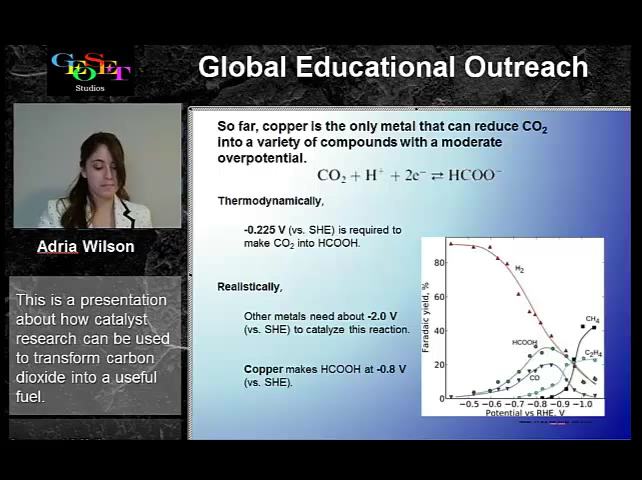 GEOSET
Studios
Global Educational Outreach
Adria Wilson
This is a presentation
about how catalyst
research can be used
to transform carbon
dioxide into a useful
fuel.
So far, copper is the only metal that can reduce CO₂
into a variety of compounds with a moderate
overpotential.
CO₂ + H⁺ + 2e⁻ ⇌ HCOO⁻
Thermodynamically,
-0.225 V (vs. SHE) is required to
make CO₂ into HCOOH.
Realistically,
Other metals need about -2.0 V
(vs. SHE) to catalyze this reaction.
Copper makes HCOOH at -0.8 V
(vs. SHE).
Faradaic yield, %
80
60
40
20
0
H₂
HCOOH
CO
CH₄
C₂H₄
−0.5 −0.6 −0.7 −0.8 −0.9 −1.0
Potential vs RHE, V